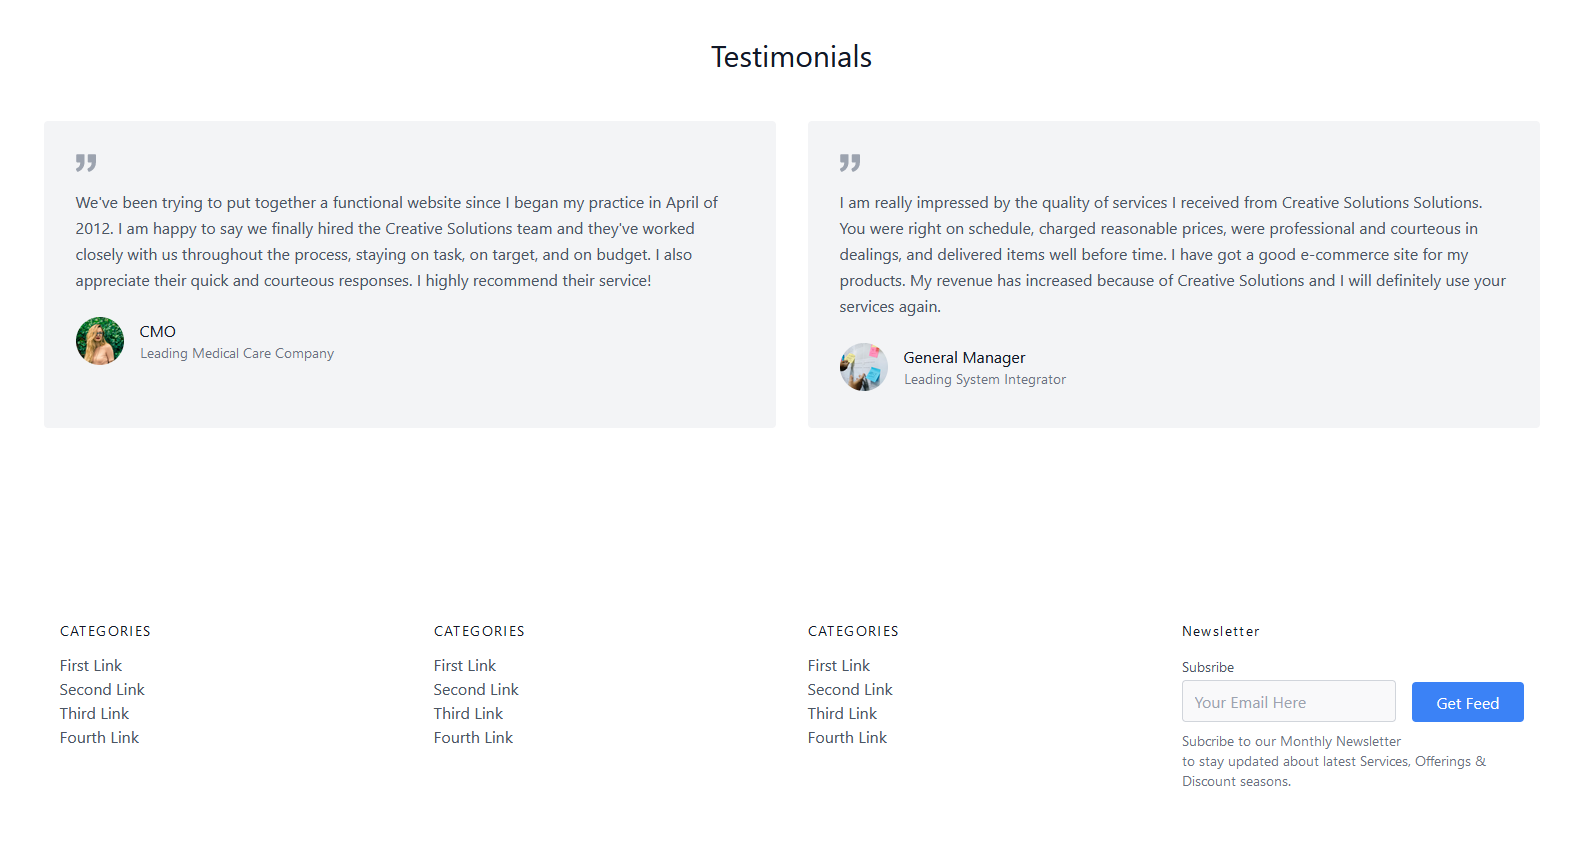 Testimonials
We've been trying to put together a functional website since I began my practice in April of
2012. I am happy to say we finally hired the Creative Solutions team and they've worked
closely with us throughout the process, staying on task, on target, and on budget. I also
appreciate their quick and courteous responses. I highly recommend their service!
CMO
Leading Medical Care Company
I am really impressed by the quality of services I received from Creative Solutions Solutions.
You were right on schedule, charged reasonable prices, were professional and courteous in
dealings, and delivered items well before time. I have got a good e-commerce site for my
products. My revenue has increased because of Creative Solutions and I will definitely use your
services again.
General Manager
Leading System Integrator
CATEGORIES
First Link
Second Link
Third Link
Fourth Link
CATEGORIES
First Link
Second Link
Third Link
Fourth Link
CATEGORIES
First Link
Second Link
Third Link
Fourth Link
Newsletter
Subsribe
Your Email Here
Get Feed
Subcribe to our Monthly Newsletter
to stay updated about latest Services, Offerings &
Discount seasons.